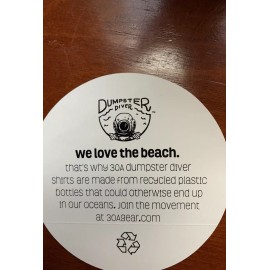 DUMPSTER
DIVER
we love the beach.
that's why 30A dumpster diver
shirts are made from recycled plastic
bottles that could otherwise end up
in our oceans. join the movement
at 30Agear.com